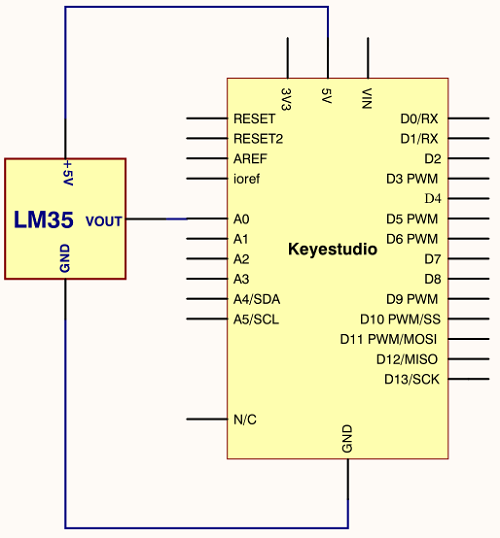 3V3
5V
VIN
RESET
RESET2
AREF
ioref
A0
A1
A2
A3
A4/SDA
A5/SCL
N/C
Keyestudio
D0/RX
D1/RX
D2
D3 PWM
D4
D5 PWM
D6 PWM
D7
D8
D9 PWM
D10 PWM/SS
D11 PWM/MOSI
D12/MISO
D13/SCK
GND
+5V
LM35
VOUT
GND